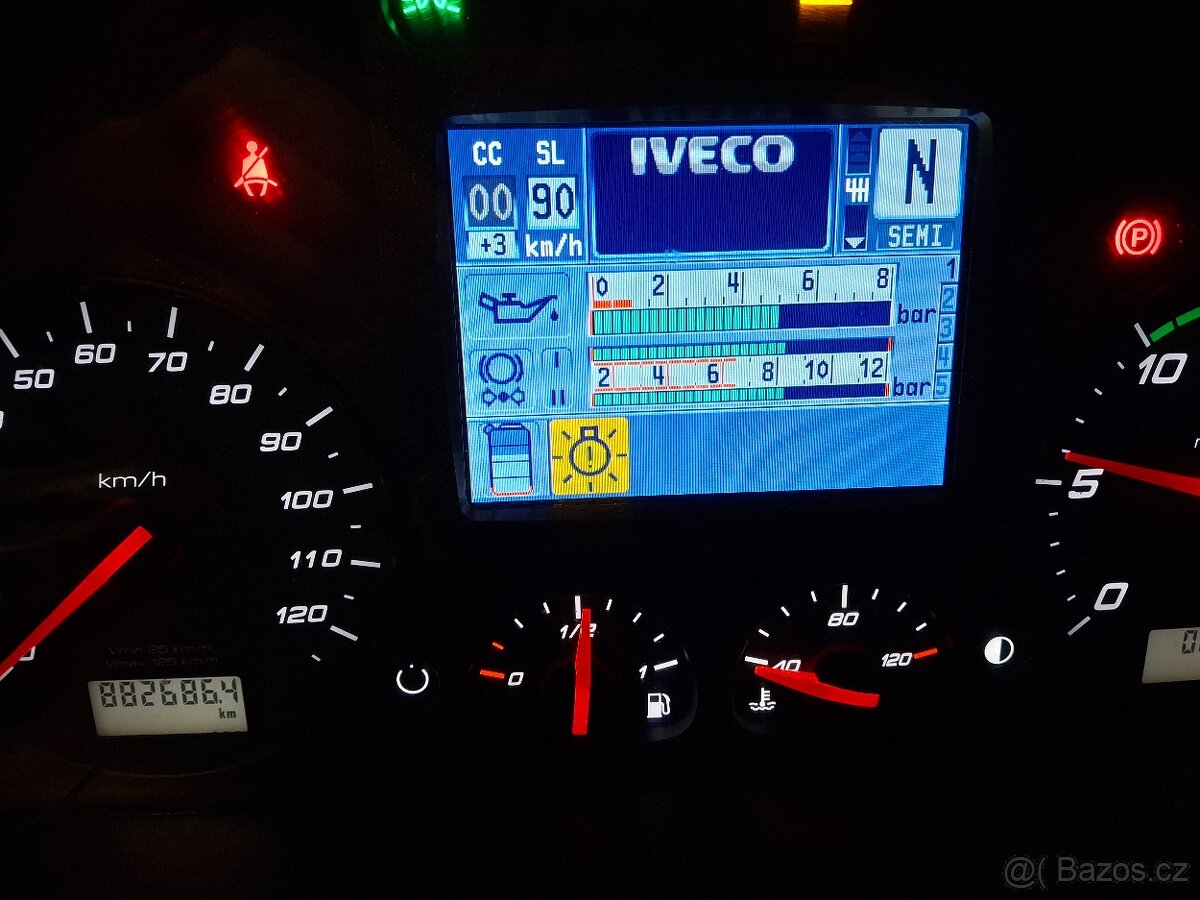 CC SL
00 90
+3 km/h
IVECO
4H
N
SEMI
0 2 4 6 8
bar
1
2
3
4
5
I
II
2 4 6 8 10 12
bar
50
60
70
80
90
100
110
120
km/h
Vmin 25 km/h
Vmax 125 km/h
882686.4
km
0
1/2
1
40
80
120
P
10
5
0
@( Bazos.cz